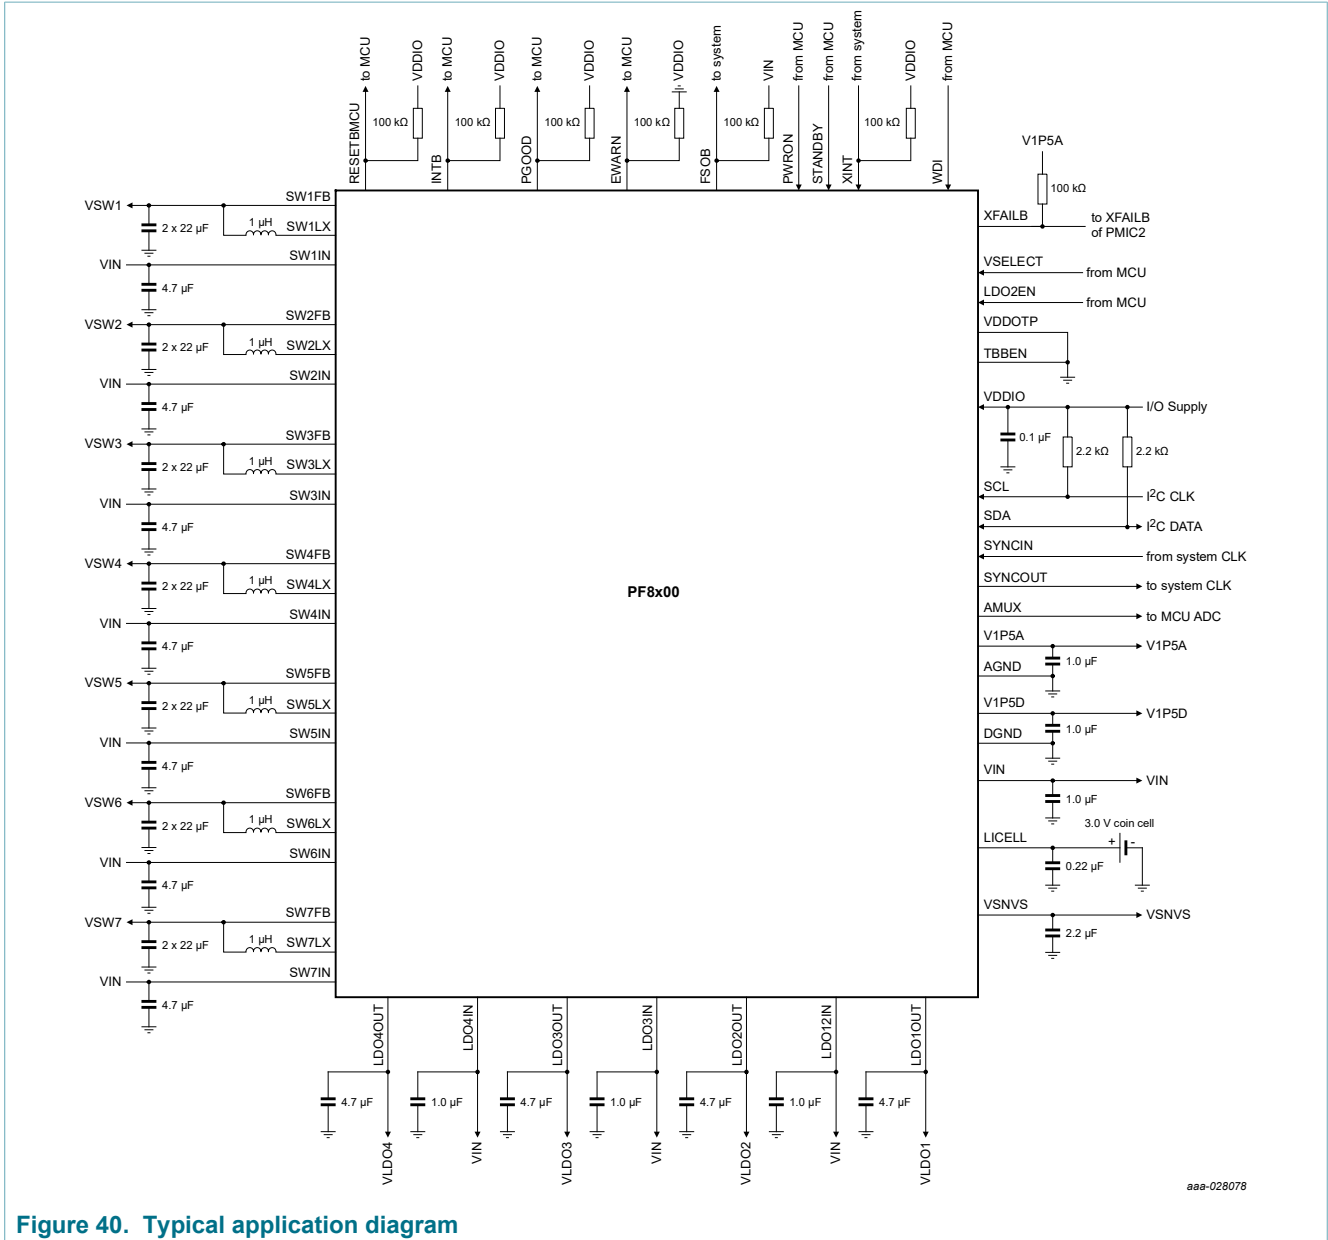 to MCU
VDDIO
to MCU
VDDIO
to MCU
VDDIO
to MCU
VDDIO
to system
VIN
from MCU
from MCU
from system
VDDIO
from MCU
100 kΩ
100 kΩ
100 kΩ
100 kΩ
100 kΩ
100 kΩ
RESETBMCU
INTB
PGOOD
EWARN
FSOB
PWRON
STANDBY
XINT
WDI
V1P5A
100 kΩ
XFAILB
to XFAILB
of PMIC2
VSELECT
from MCU
LDO2EN
from MCU
VDDOTP
TBBEN
VDDIO
I/O Supply
0.1 µF
2.2 kΩ
2.2 kΩ
SCL
I²C CLK
SDA
I²C DATA
SYNCIN
from system CLK
SYNCOUT
to system CLK
AMUX
to MCU ADC
V1P5A
V1P5A
1.0 µF
AGND
V1P5D
V1P5D
1.0 µF
DGND
VIN
VIN
1.0 µF
3.0 V coin cell
LICELL
+
-
0.22 µF
VSNVS
VSNVS
2.2 µF
PF8x00
VSW1
SW1FB
2 x 22 µF
1 µH
SW1LX
VIN
SW1IN
4.7 µF
VSW2
SW2FB
2 x 22 µF
1 µH
SW2LX
VIN
SW2IN
4.7 µF
VSW3
SW3FB
2 x 22 µF
1 µH
SW3LX
VIN
SW3IN
4.7 µF
VSW4
SW4FB
2 x 22 µF
1 µH
SW4LX
VIN
SW4IN
4.7 µF
VSW5
SW5FB
2 x 22 µF
1 µH
SW5LX
VIN
SW5IN
4.7 µF
VSW6
SW6FB
2 x 22 µF
1 µH
SW6LX
VIN
SW6IN
4.7 µF
VSW7
SW7FB
2 x 22 µF
1 µH
SW7LX
VIN
SW7IN
4.7 µF
LDO4OUT
LDO4IN
LDO3OUT
LDO3IN
LDO2OUT
LDO12IN
LDO1OUT
4.7 µF
1.0 µF
4.7 µF
1.0 µF
4.7 µF
1.0 µF
4.7 µF
VLDO4
VIN
VLDO3
VIN
VLDO2
VIN
VLDO1
aaa-028078
Figure 40. Typical application diagram